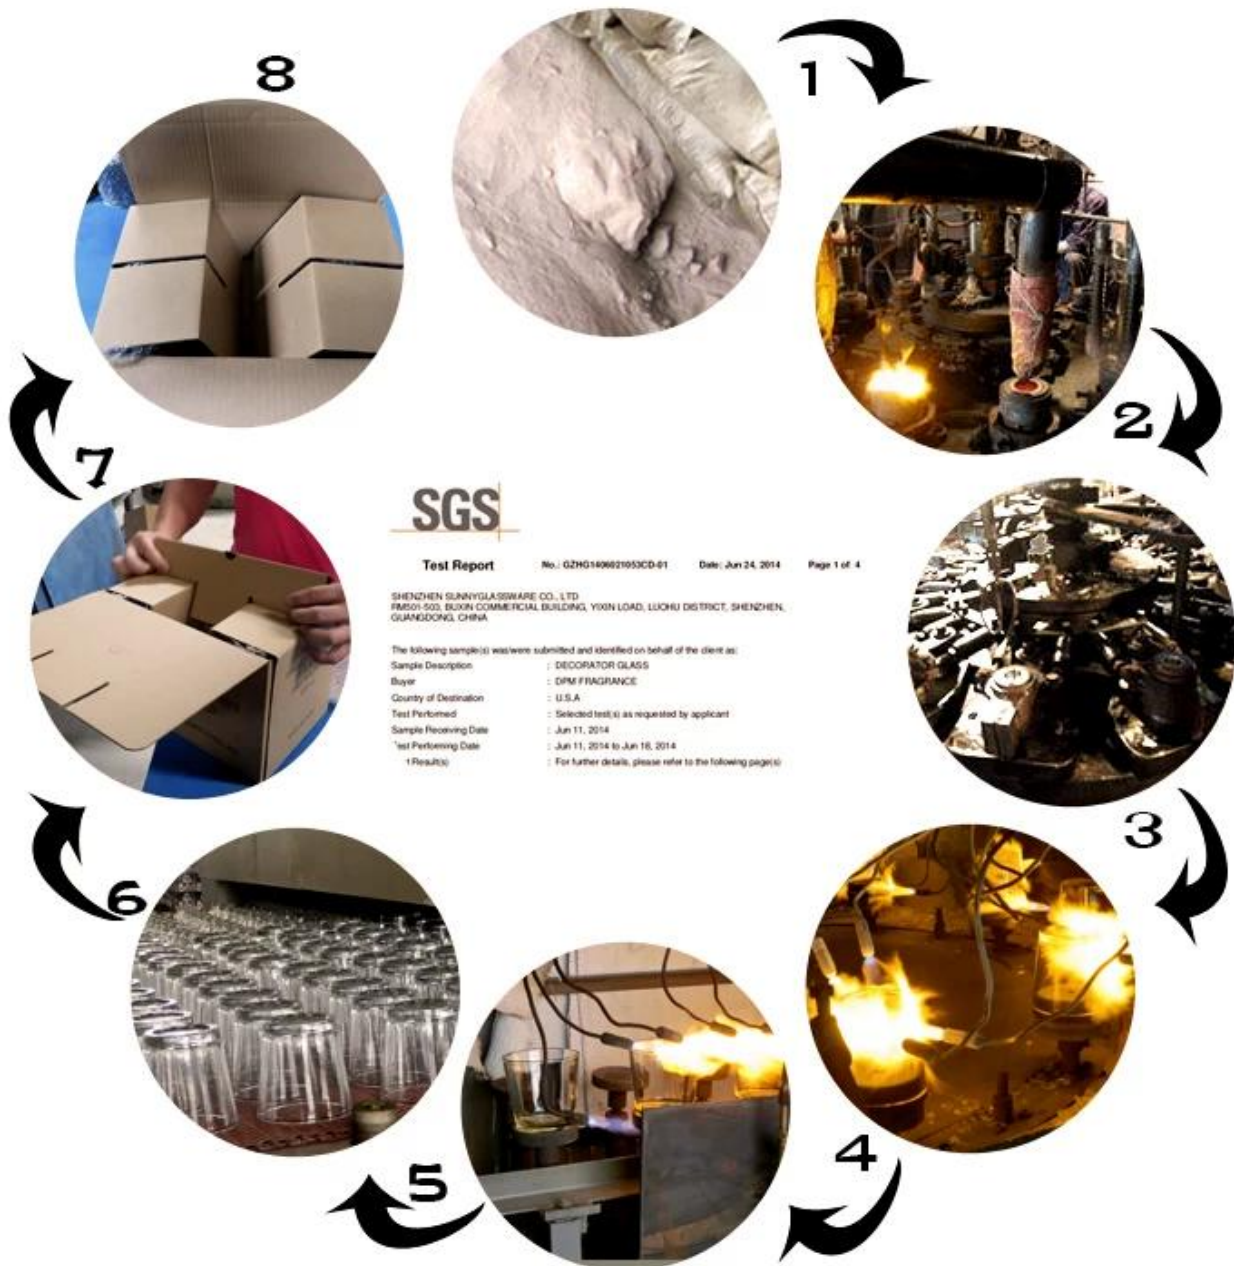 8
1
2
7
SGS
Test Report No.: GZHG1406021053CD-01 Date: Jun 24, 2014 Page 1 of 4
SHENZHEN SUNNYGLASSWARE CO., LTD
RM501-503, BUXIN COMMERCIAL BUILDING, YIXIN LOAD, LUOHU DISTRICT, SHENZHEN,
GUANGDONG, CHINA
The following sample(s) was/were submitted and identified on behalf of the client as:
Sample Description : DECORATOR GLASS
Buyer : DPM FRAGRANCE
Country of Destination : U.S.A
Test Performed : Selected test(s) as requested by applicant
Sample Receiving Date : Jun 11, 2014
Test Performing Date : Jun 11, 2014 to Jun 18, 2014
Result(s) : For further details, please refer to the following page(s)
3
6
4
5